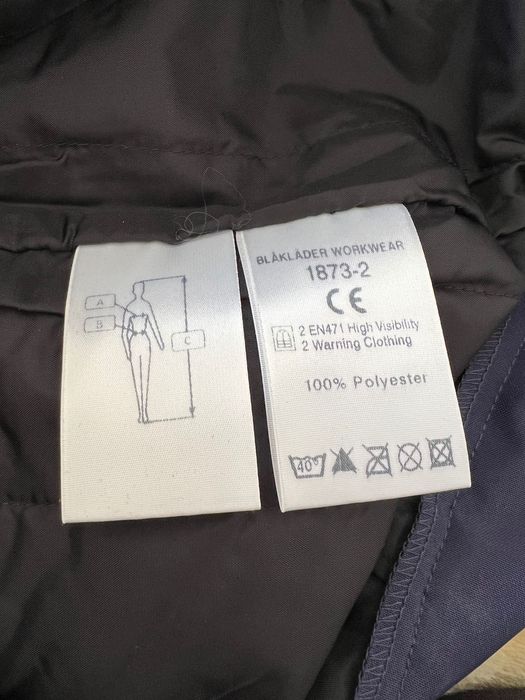 A
B
C
BLÅKLÄDER WORKWEAR
1873-2
CE
2 EN471 High Visibility
2 Warning Clothing
100% Polyester
40°